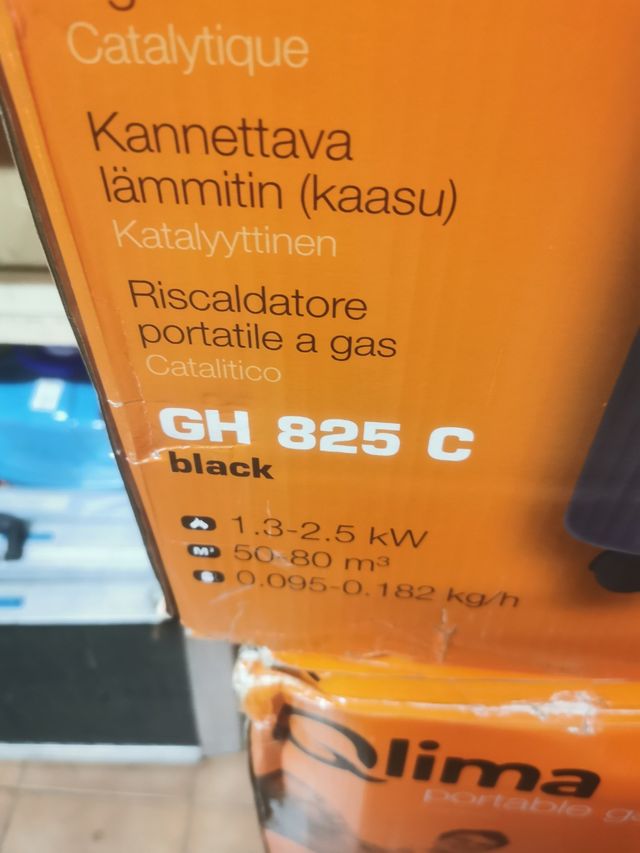 Catalytique
Kannettava
lämmitin (kaasu)
Katalyyttinen
Riscaldatore
portatile a gas
Catalitico
GH 825 C
black
1.3-2.5 kW
M³ 50-80 m³
0.095-0.182 kg/h
Qlima
portable